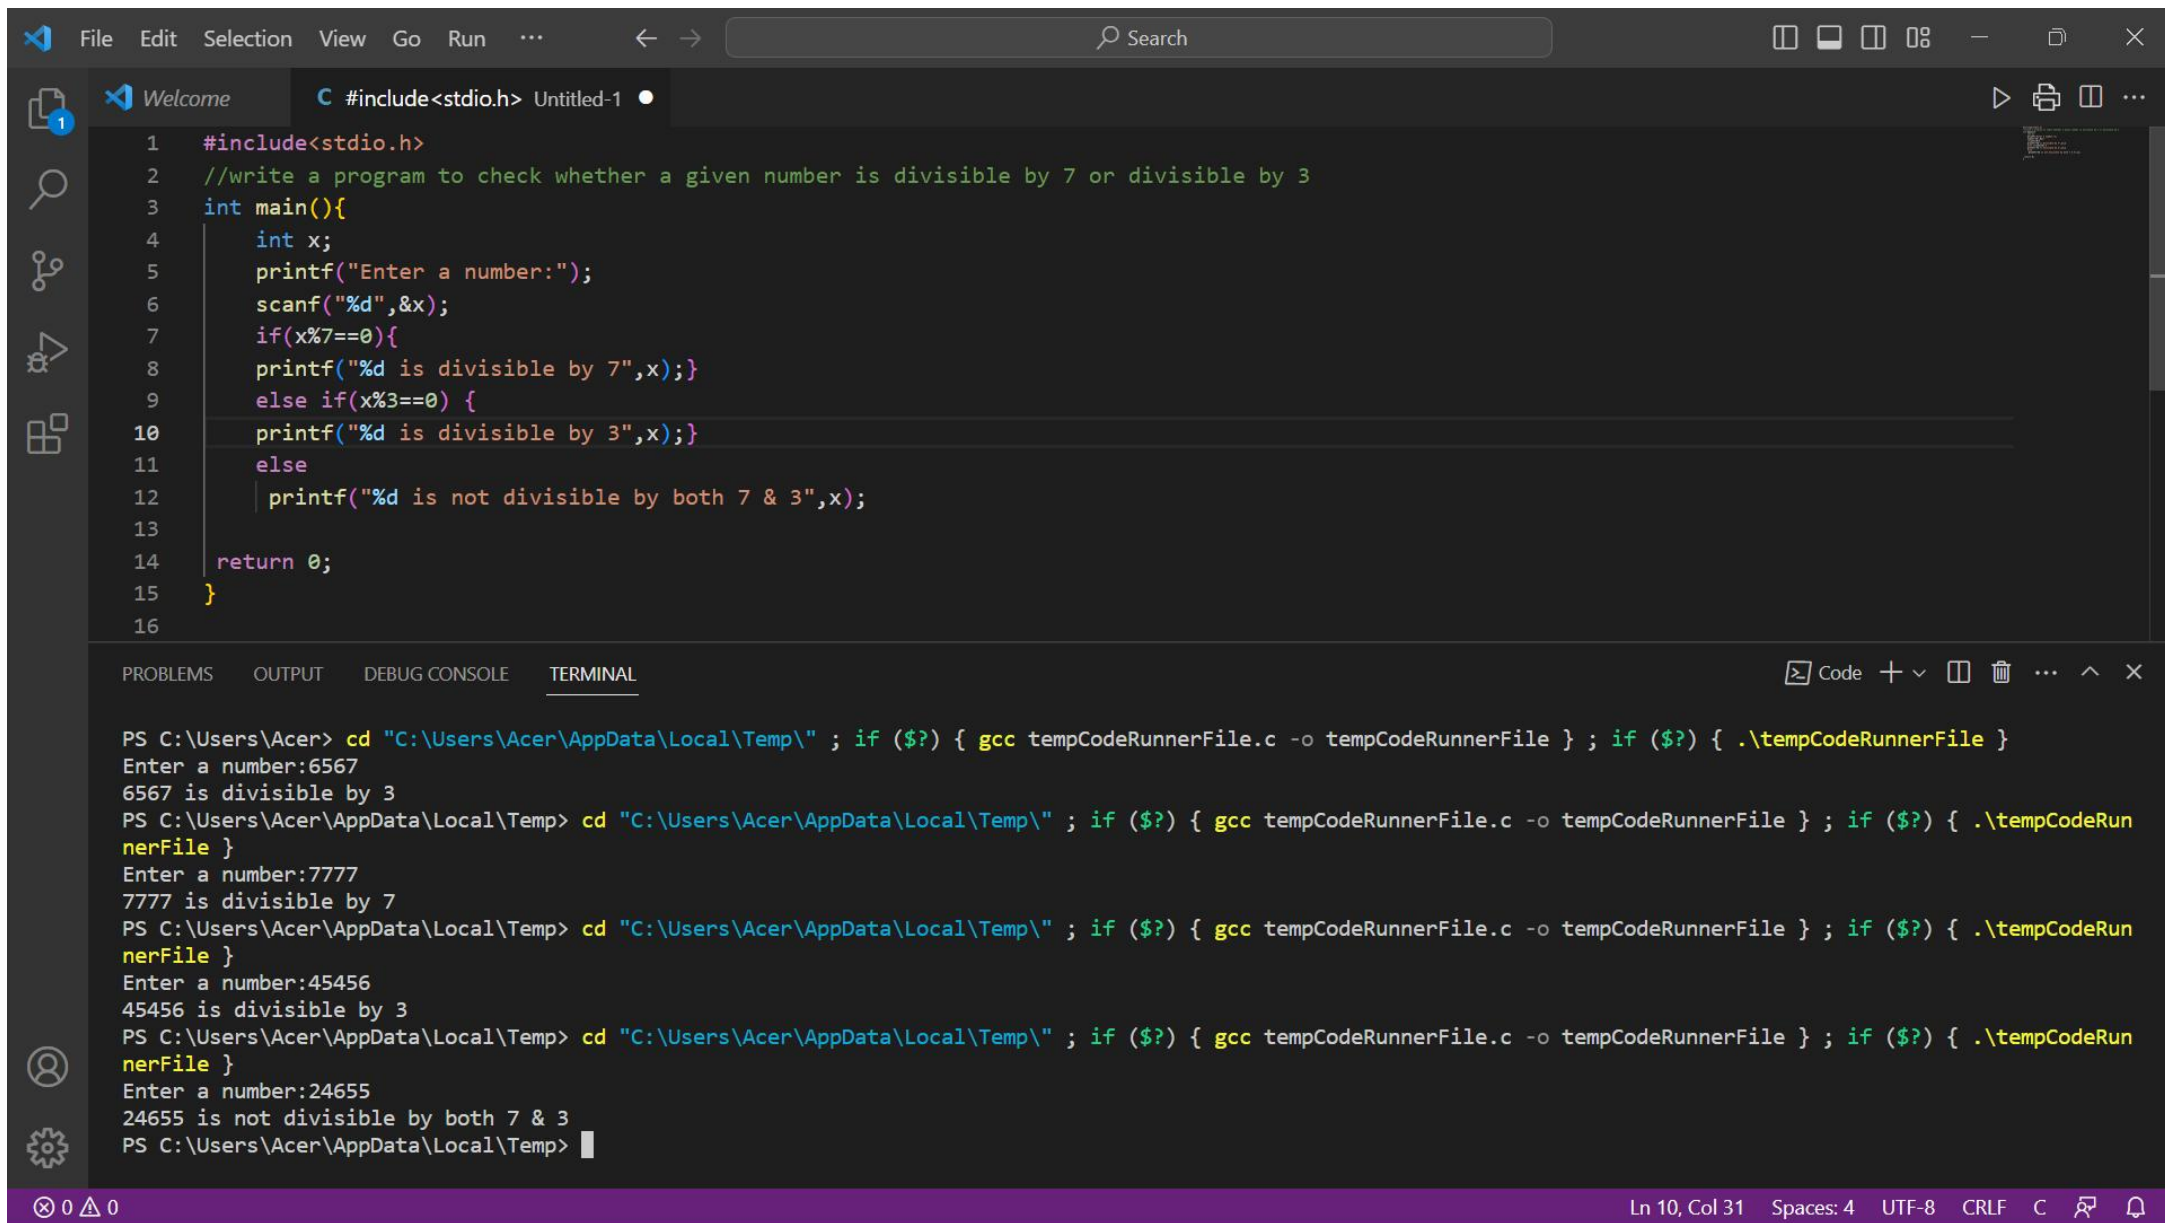 File Edit Selection View Go Run ··· Search
Welcome C #include<stdio.h> Untitled-1
1 #include<stdio.h>
2 //write a program to check whether a given number is divisible by 7 or divisible by 3
3 int main(){
4 int x;
5 printf("Enter a number:");
6 scanf("%d",&x);
7 if(x%7==0){
8 printf("%d is divisible by 7",x);}
9 else if(x%3==0) {
10 printf("%d is divisible by 3",x);}
11 else
12 printf("%d is not divisible by both 7 & 3",x);
13
14 return 0;
15 }
16
PROBLEMS OUTPUT DEBUG CONSOLE TERMINAL Code
PS C:\Users\Acer> cd "C:\Users\Acer\AppData\Local\Temp\" ; if ($?) { gcc tempCodeRunnerFile.c -o tempCodeRunnerFile } ; if ($?) { .\tempCodeRunnerFile }
Enter a number:6567
6567 is divisible by 3
PS C:\Users\Acer\AppData\Local\Temp> cd "C:\Users\Acer\AppData\Local\Temp\" ; if ($?) { gcc tempCodeRunnerFile.c -o tempCodeRunnerFile } ; if ($?) { .\tempCodeRun
nerFile }
Enter a number:7777
7777 is divisible by 7
PS C:\Users\Acer\AppData\Local\Temp> cd "C:\Users\Acer\AppData\Local\Temp\" ; if ($?) { gcc tempCodeRunnerFile.c -o tempCodeRunnerFile } ; if ($?) { .\tempCodeRun
nerFile }
Enter a number:45456
45456 is divisible by 3
PS C:\Users\Acer\AppData\Local\Temp> cd "C:\Users\Acer\AppData\Local\Temp\" ; if ($?) { gcc tempCodeRunnerFile.c -o tempCodeRunnerFile } ; if ($?) { .\tempCodeRun
nerFile }
Enter a number:24655
24655 is not divisible by both 7 & 3
PS C:\Users\Acer\AppData\Local\Temp>
0 0 Ln 10, Col 31 Spaces: 4 UTF-8 CRLF C